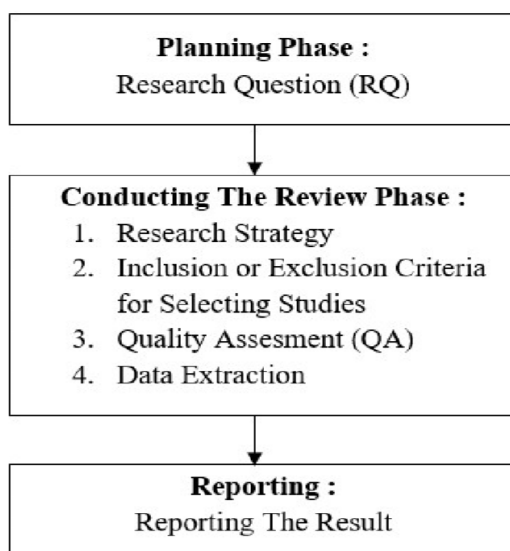 Planning Phase :
Research Question (RQ)
Conducting The Review Phase :
1. Research Strategy
2. Inclusion or Exclusion Criteria
for Selecting Studies
3. Quality Assesment (QA)
4. Data Extraction
Reporting :
Reporting The Result